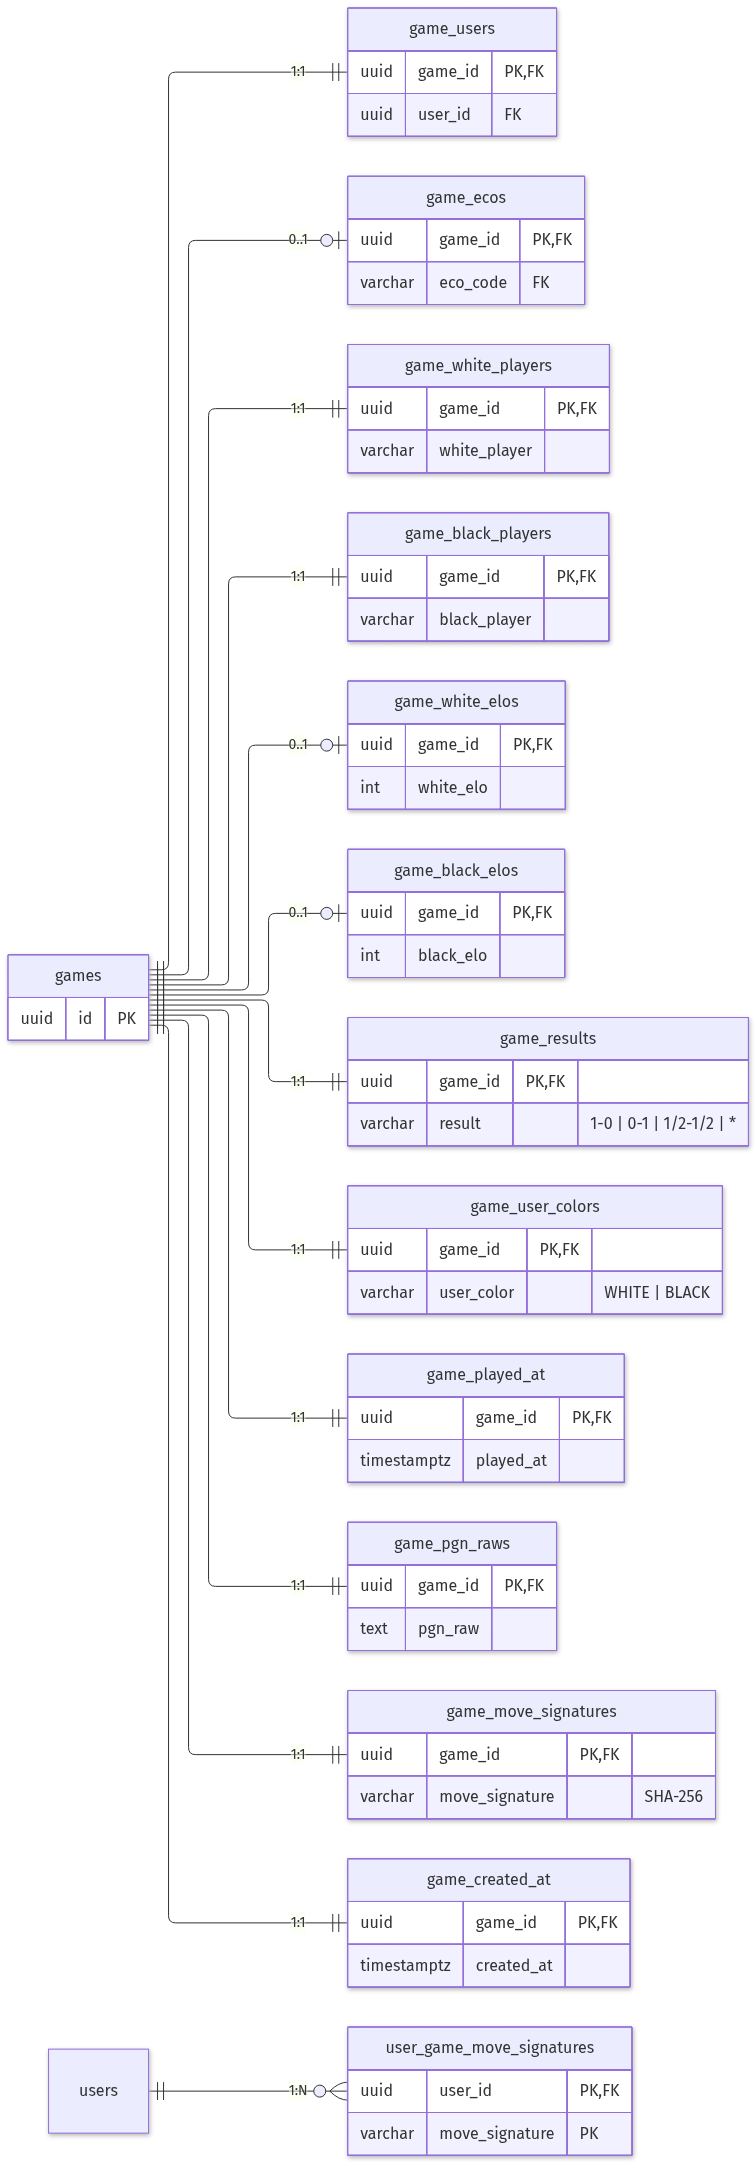 game_users
1:1
uuid game_id PK,FK
uuid user_id FK
game_ecos
0..1
uuid game_id PK,FK
varchar eco_code FK
game_white_players
1:1
uuid game_id PK,FK
varchar white_player
game_black_players
1:1
uuid game_id PK,FK
varchar black_player
game_white_elos
0..1
uuid game_id PK,FK
int white_elo
game_black_elos
0..1
uuid game_id PK,FK
int black_elo
games
uuid id PK
game_results
1:1
uuid game_id PK,FK
varchar result 1-0 | 0-1 | 1/2-1/2 | *
game_user_colors
1:1
uuid game_id PK,FK
varchar user_color WHITE | BLACK
game_played_at
1:1
uuid game_id PK,FK
timestamptz played_at
game_pgn_raws
1:1
uuid game_id PK,FK
text pgn_raw
game_move_signatures
1:1
uuid game_id PK,FK
varchar move_signature SHA-256
game_created_at
1:1
uuid game_id PK,FK
timestamptz created_at
users
1:N
user_game_move_signatures
uuid user_id PK,FK
varchar move_signature PK